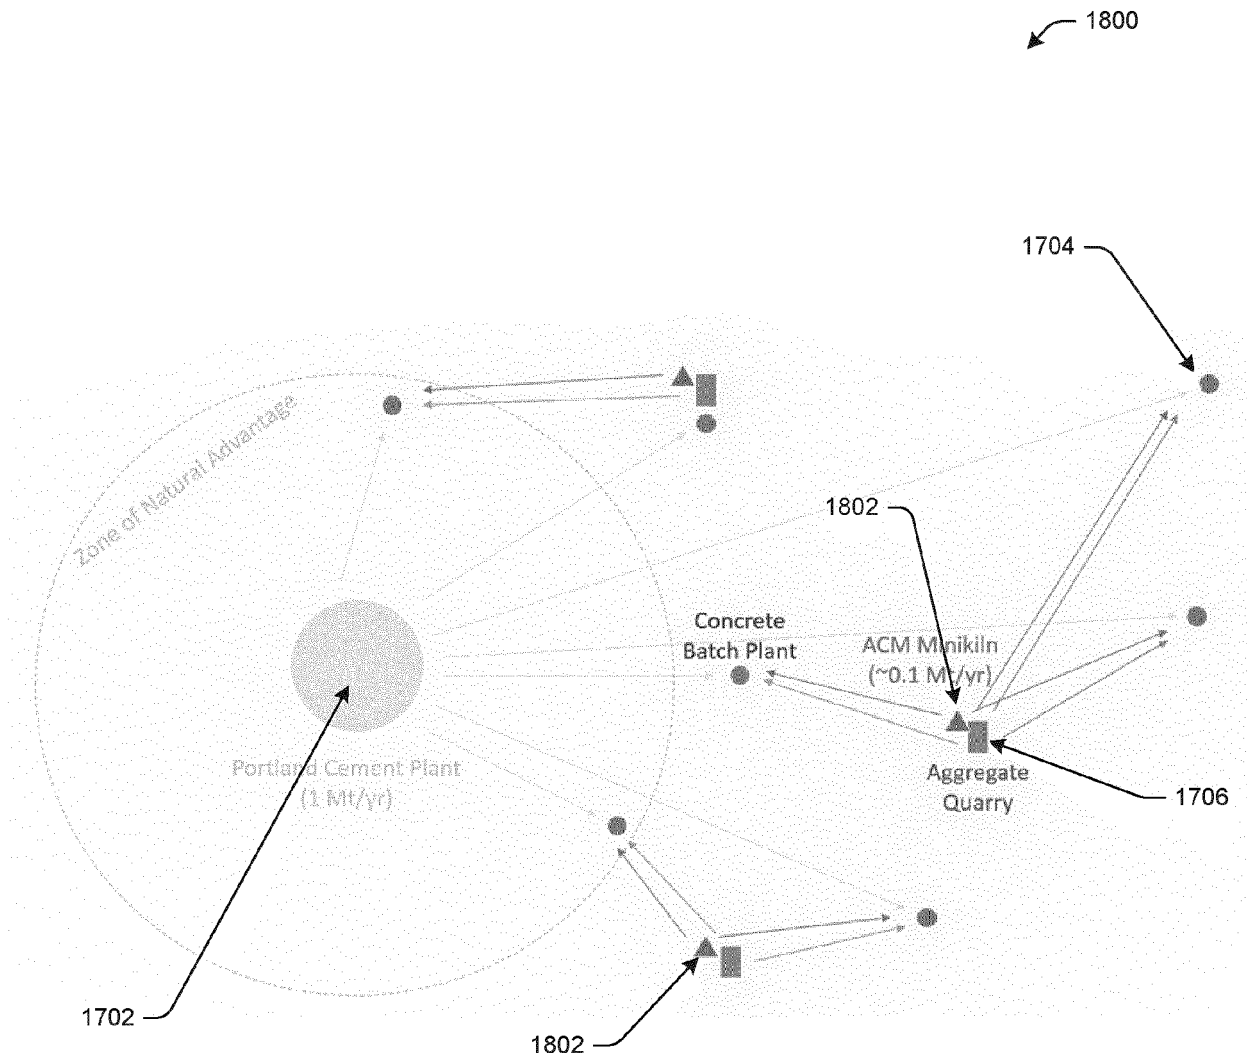 1800
1704
Zone of Natural Advantage
1802
Concrete
Batch Plant
ACM Minikiln
(~0.1 Mt/yr)
Portland Cement Plant
(1 Mt/yr)
Aggregate
Quarry
1706
1702
1802